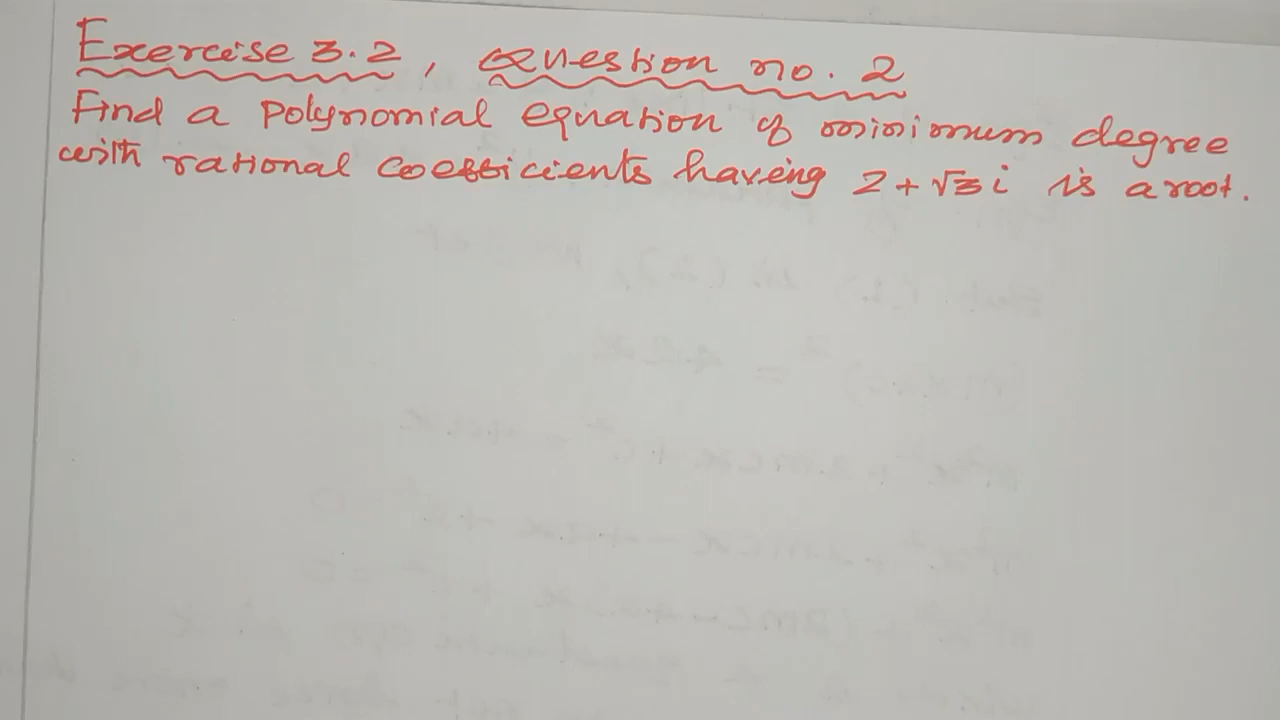 Exercise 3.2, Question no. 2
Find a polynomial equation of minimum degree
with rational coefficients having 2+√3i is a root.